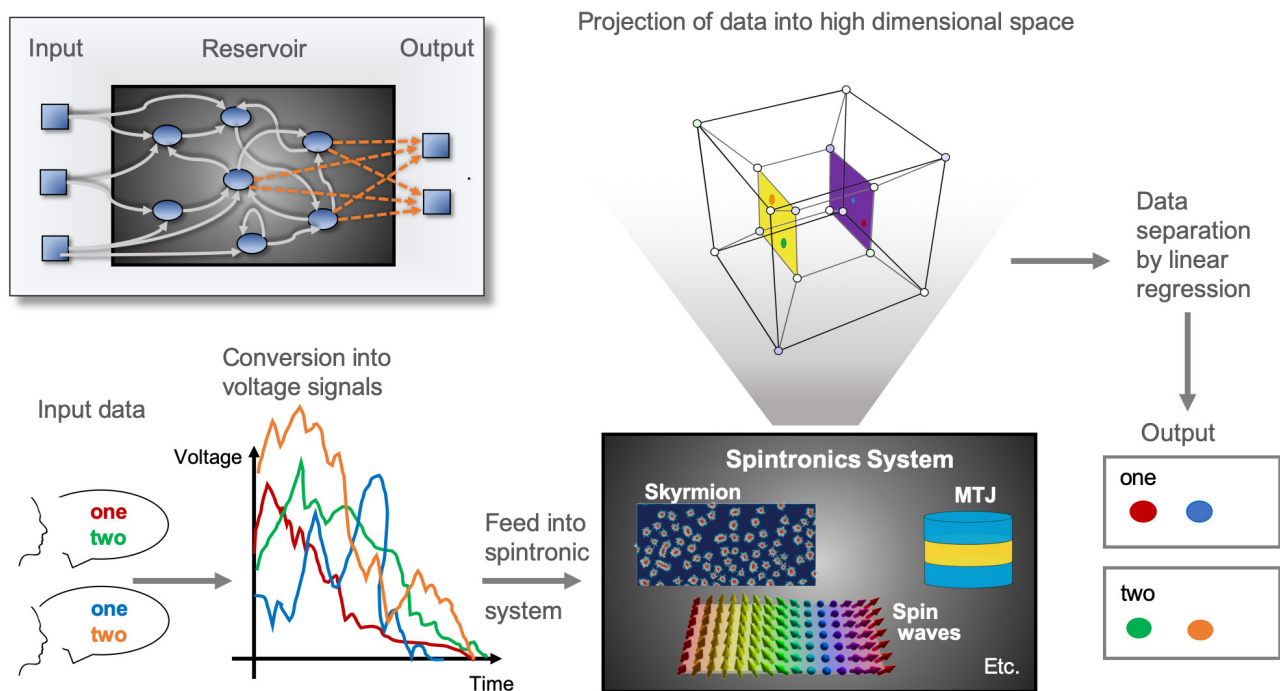 Projection of data into high dimensional space
Input
Reservoir
Output
Data
separation
by linear
regression
Conversion into
voltage signals
Input data
Voltage
one
two
one
two
Time
Feed into
spintronic
system
Spintronics System
Skyrmion
MTJ
Spin
waves
Etc.
Output
one
two